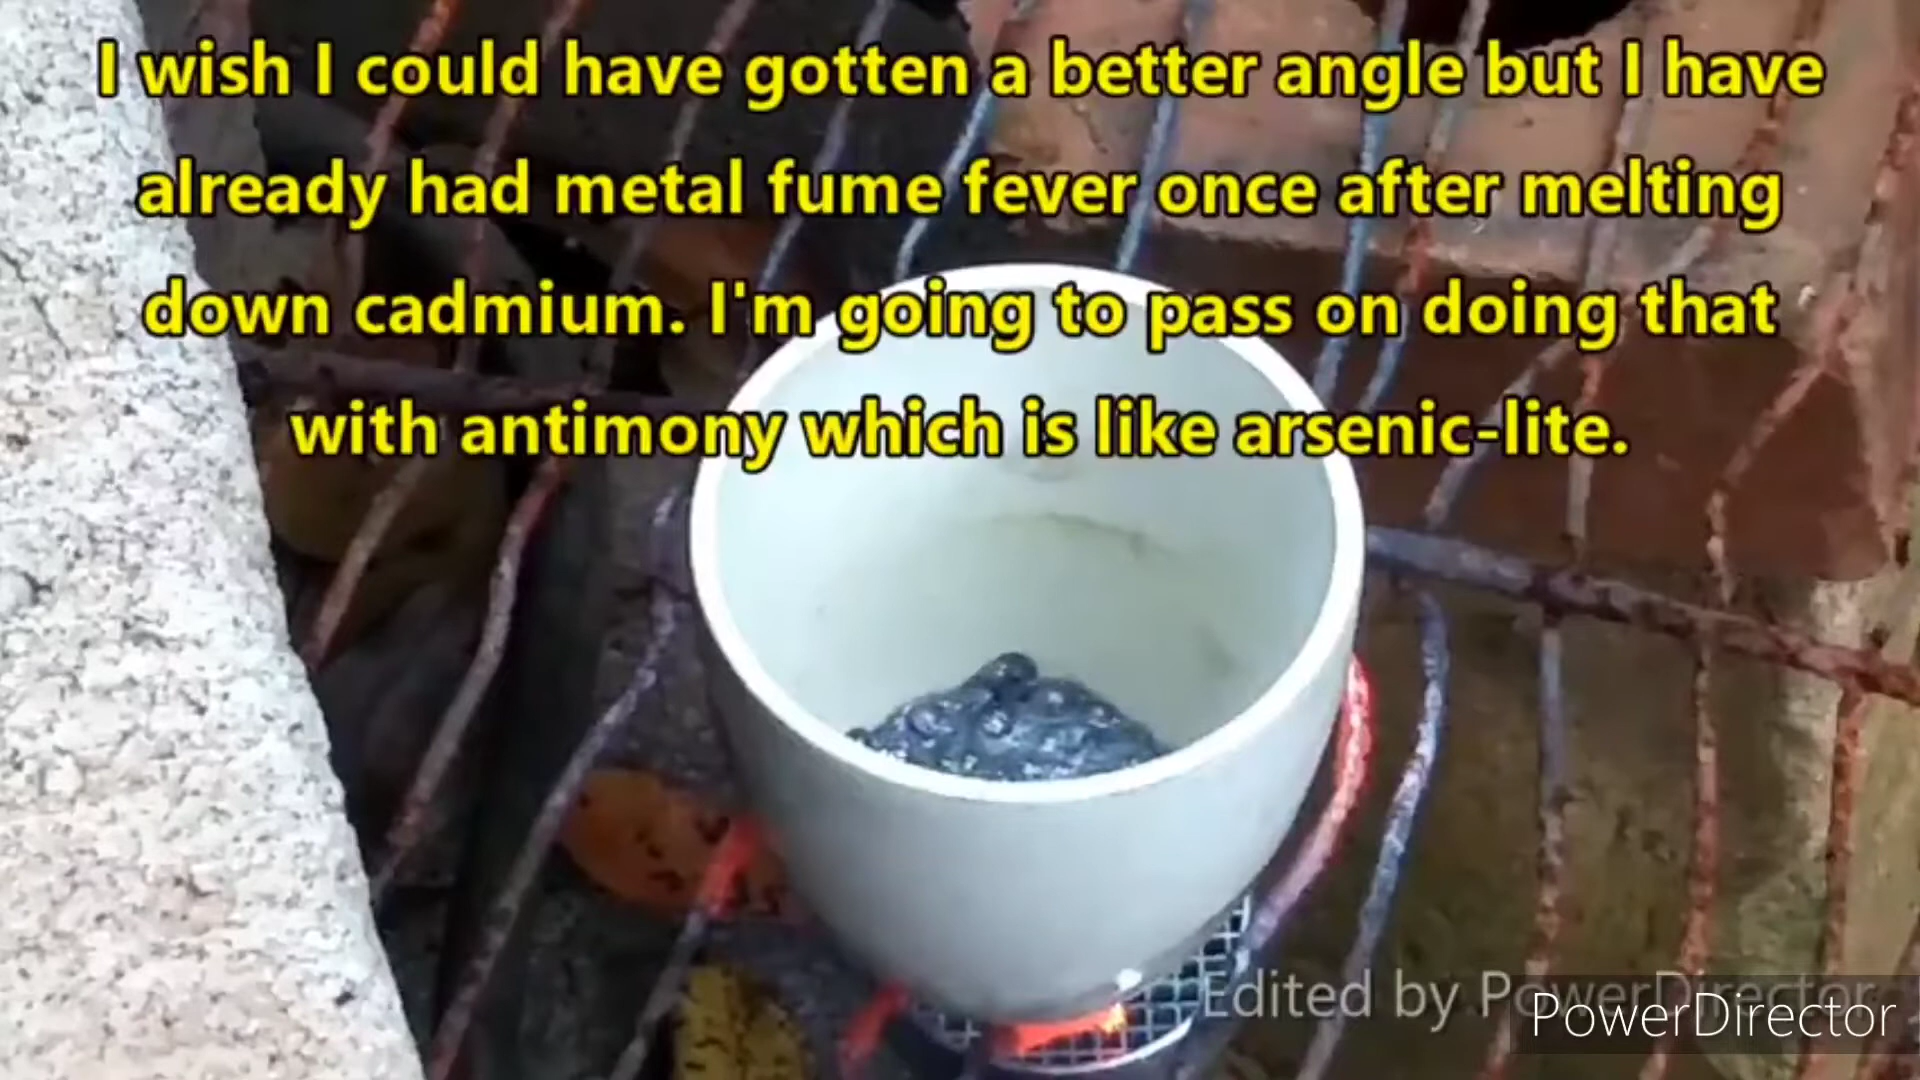 I wish I could have gotten a better angle but I have
already had metal fume fever once after melting
down cadmium. I'm going to pass on doing that
with antimony which is like arsenic-lite.
Edited by PowerDirector
PowerDirector